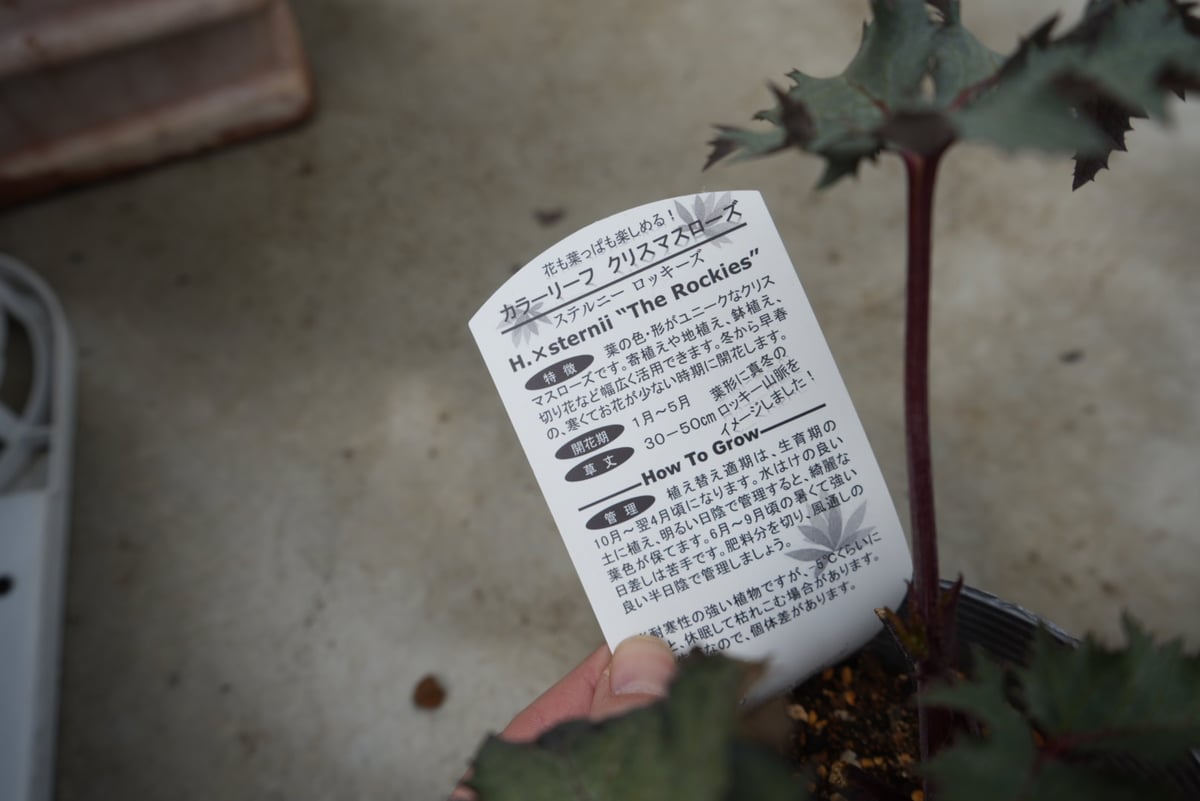 花も葉っぱも楽しめる！
カラーリーフ クリスマスローズ
ステルニー ロッキーズ
H.×sternii “The Rockies”
特徴 葉の色・形がユニークなクリス
マスローズです。寄植えや地植え、鉢植え、
切り花など幅広く活用できます。冬から早春
の、寒くてお花が少ない時期に開花します。
開花期 1月～5月
草丈 30－50cm
葉形に真冬の
ロッキー山脈を
イメージしました！
How To Grow
管理 植え替え適期は、生育期の
10月～翌4月頃になります。水はけの良い
土に植え、明るい日陰で管理すると、綺麗な
葉色が保てます。6月～9月頃の暑くて強い
日差しは苦手です。肥料分を切り、風通しの
良い半日陰で管理しましょう。
耐寒性の強い植物ですが、-5℃くらいに
と、休眠して枯れこむ場合があります。
なので、個体差があります。